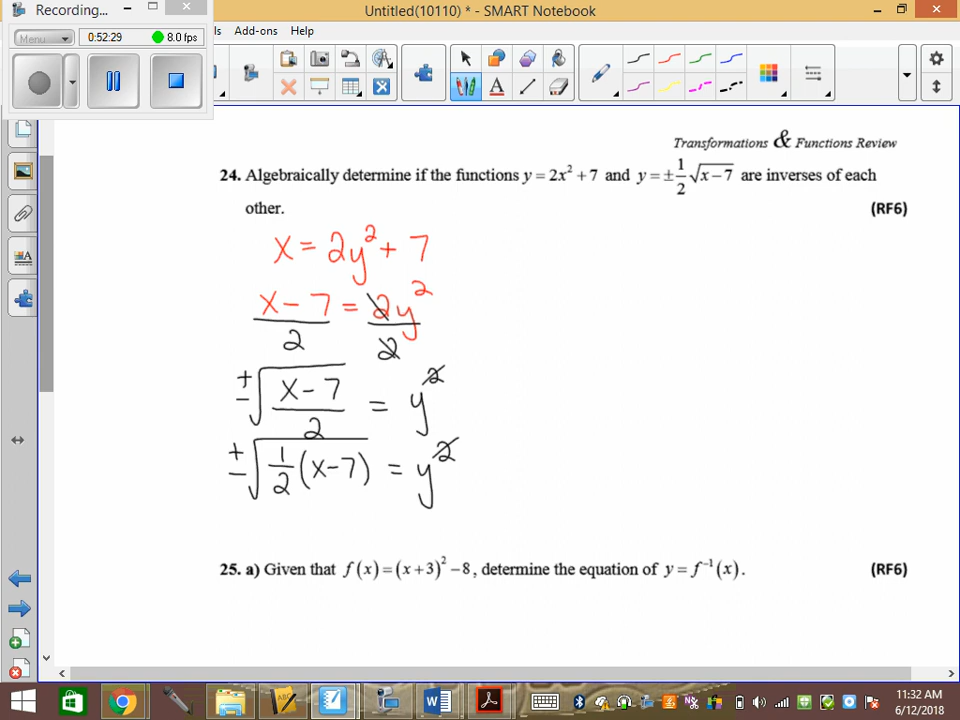 Recording...
Untitled(10110) * - SMART Notebook
Menu
0:52:29
8.0 fps
ls Add-ons Help
Transformations & Functions Review
24. Algebraically determine if the functions y = 2x² + 7 and y = ±1/2√(x−7) are inverses of each
other.
(RF6)
x = 2y² + 7
x − 7 = 2y²
2 2
±√((x−7)/2) = y²
±√(1/2(x−7)) = y²
25. a) Given that f(x) = (x+3)² − 8, determine the equation of y = f⁻¹(x).
(RF6)
11:32 AM
6/12/2018